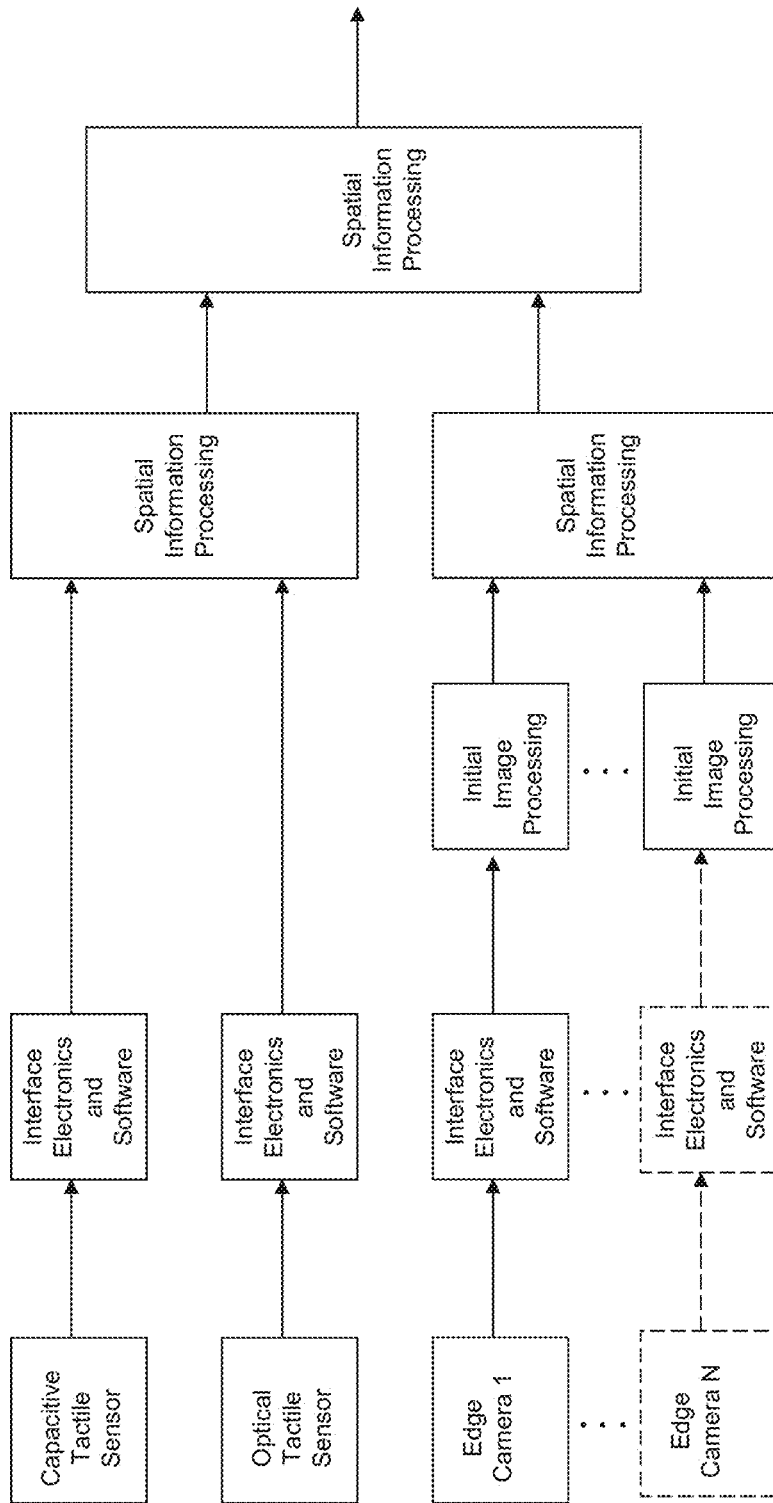 Capacitive
Tactile
Sensor
Interface
Electronics
and
Software
Spatial
Information
Processing
Optical
Tactile
Sensor
Interface
Electronics
and
Software
Spatial
Information
Processing
Edge
Camera 1
Interface
Electronics
and
Software
Initial
Image
Processing
Spatial
Information
Processing
Edge
Camera N
Interface
Electronics
and
Software
Initial
Image
Processing